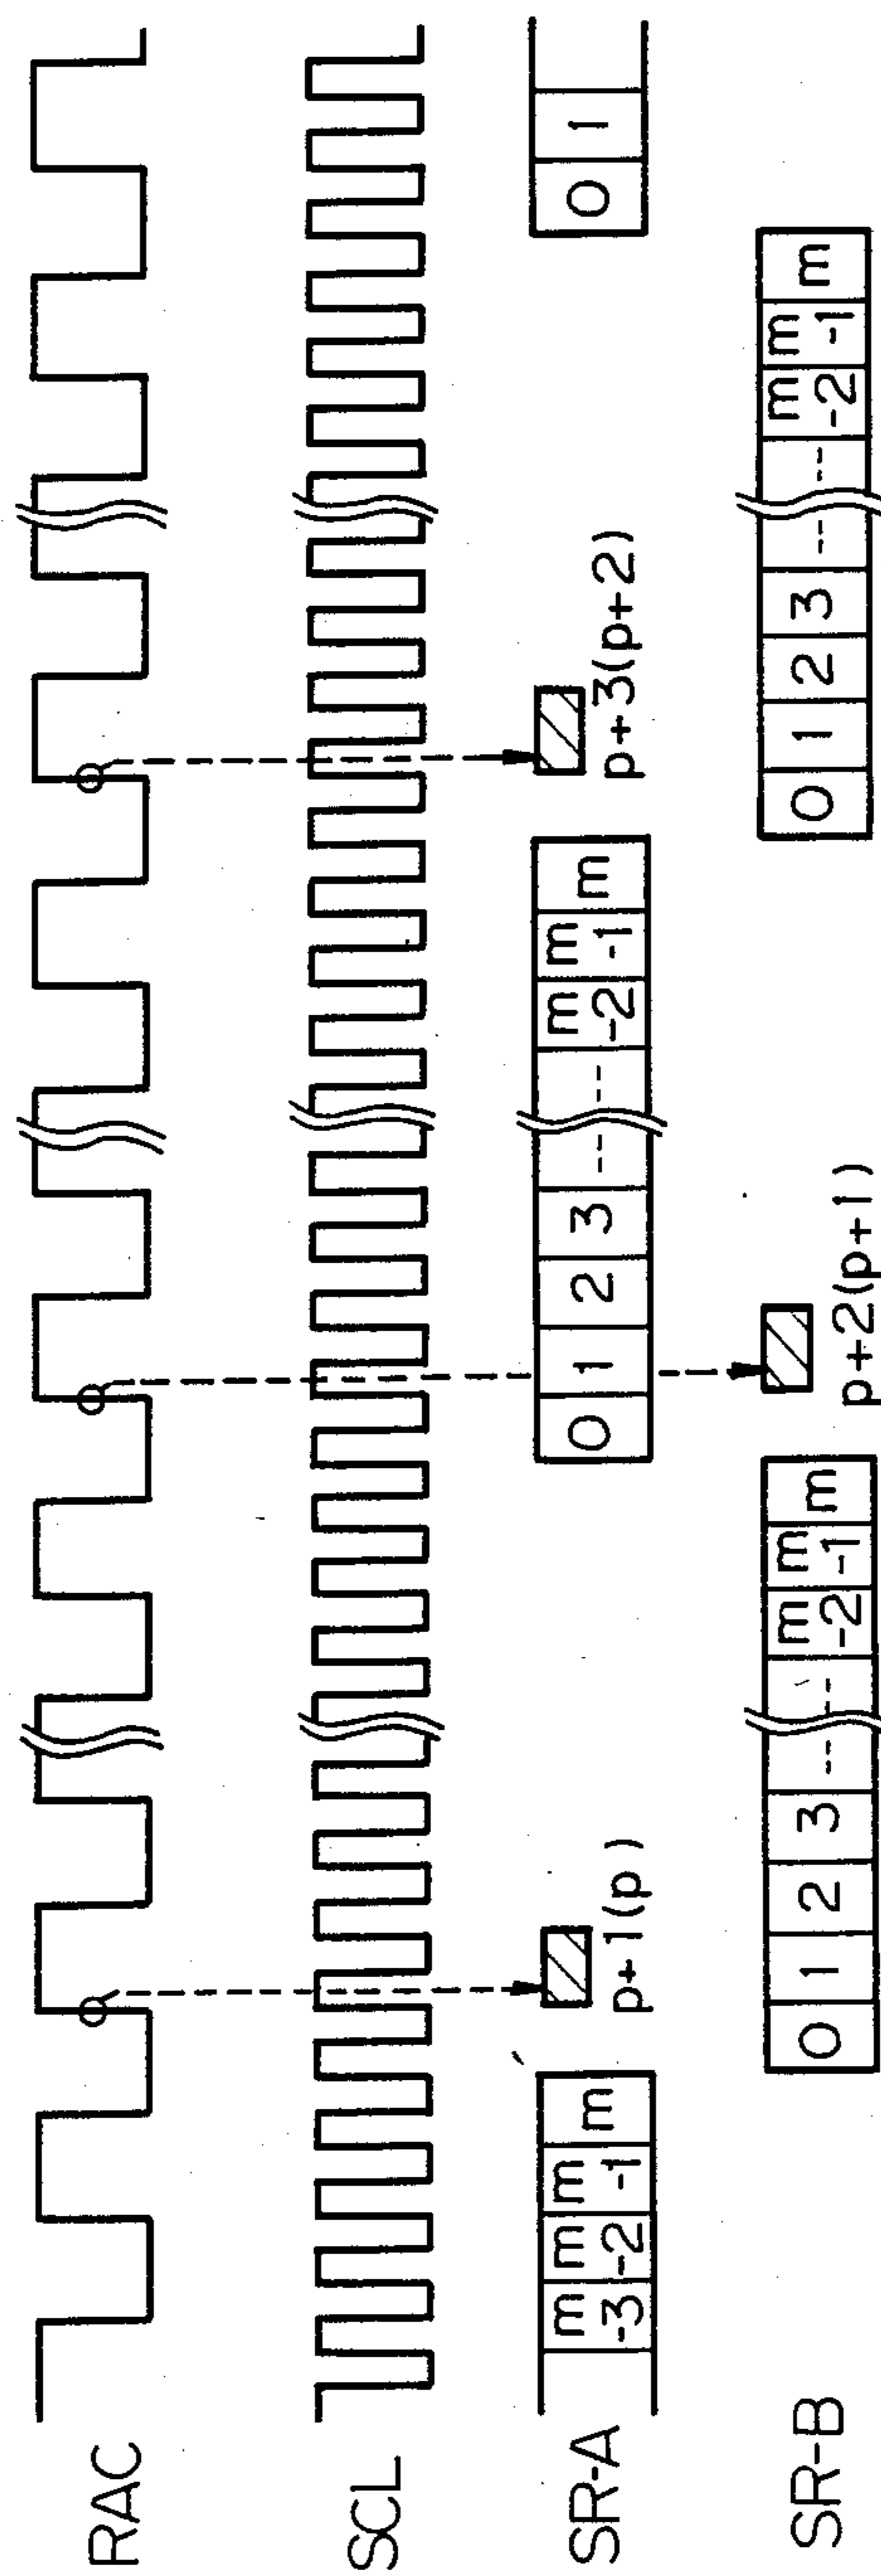 RAC
SCL
SR-A
m-3 m-2 m-1 m
p+1(p)
0 1 2 3 ----- m-2 m-1 m
p+3(p+2)
0 1
SR-B
0 1 2 3 ----- m-2 m-1 m
p+2(p+1)
0 1 2 3 ----- m-2 m-1 m